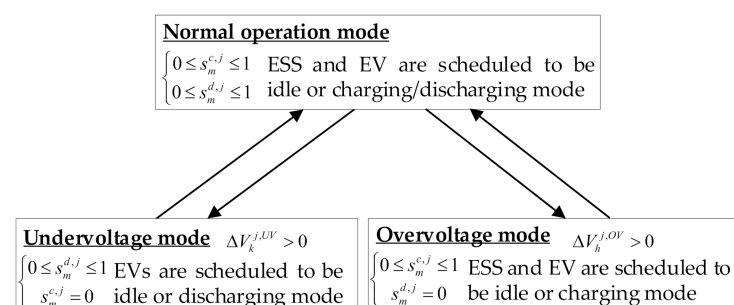 Normal operation mode
0 ≤ s_m^{c,j} ≤ 1 ESS and EV are scheduled to be
0 ≤ s_m^{d,j} ≤ 1 idle or charging/discharging mode
Undervoltage mode ΔV_k^{j,UV} > 0
0 ≤ s_m^{d,j} ≤ 1 EVs are scheduled to be
s_m^{c,j} = 0 idle or discharging mode
Overvoltage mode ΔV_h^{j,OV} > 0
0 ≤ s_m^{c,j} ≤ 1 ESS and EV are scheduled to
s_m^{d,j} = 0 be idle or charging mode